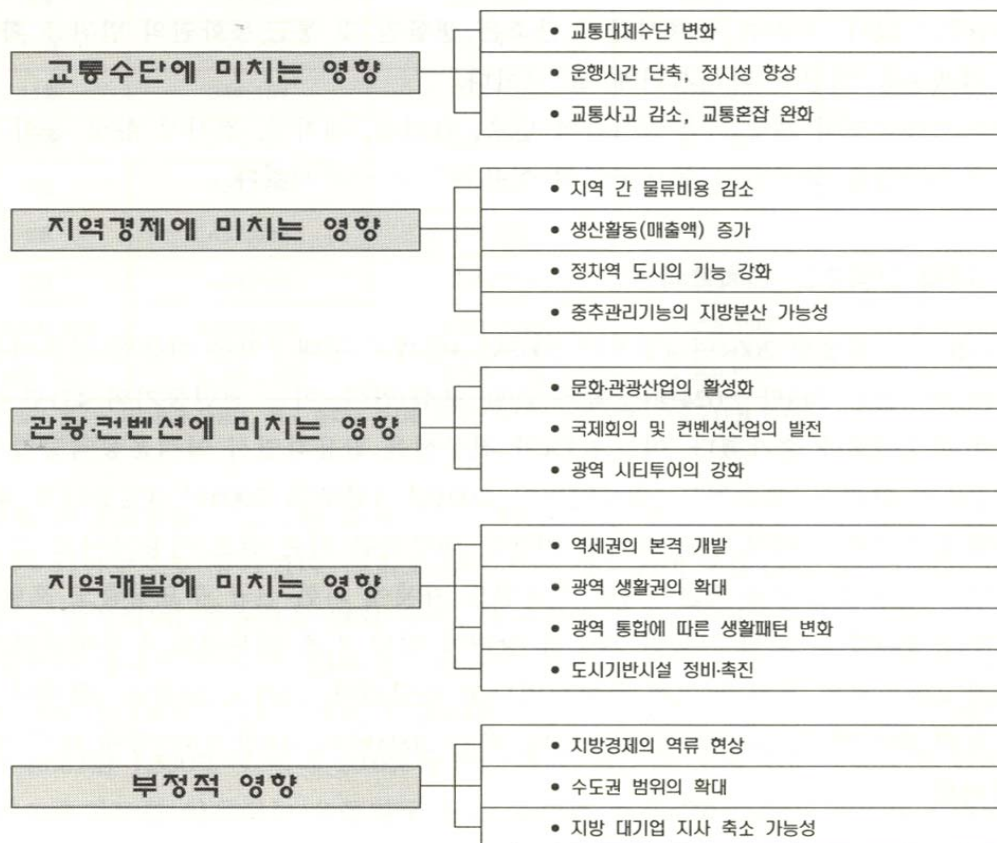 교통수단에 미치는 영향
• 교통대체수단 변화
• 운행시간 단축, 정시성 향상
• 교통사고 감소, 교통혼잡 완화
지역경제에 미치는 영향
• 지역 간 물류비용 감소
• 생산활동(매출액) 증가
• 정차역 도시의 기능 강화
• 중추관리기능의 지방분산 가능성
관광·컨벤션에 미치는 영향
• 문화·관광산업의 활성화
• 국제회의 및 컨벤션산업의 발전
• 광역 시티투어의 강화
지역개발에 미치는 영향
• 역세권의 본격 개발
• 광역 생활권의 확대
• 광역 통합에 따른 생활패턴 변화
• 도시기반시설 정비·촉진
부정적 영향
• 지방경제의 역류 현상
• 수도권 범위의 확대
• 지방 대기업 지사 축소 가능성